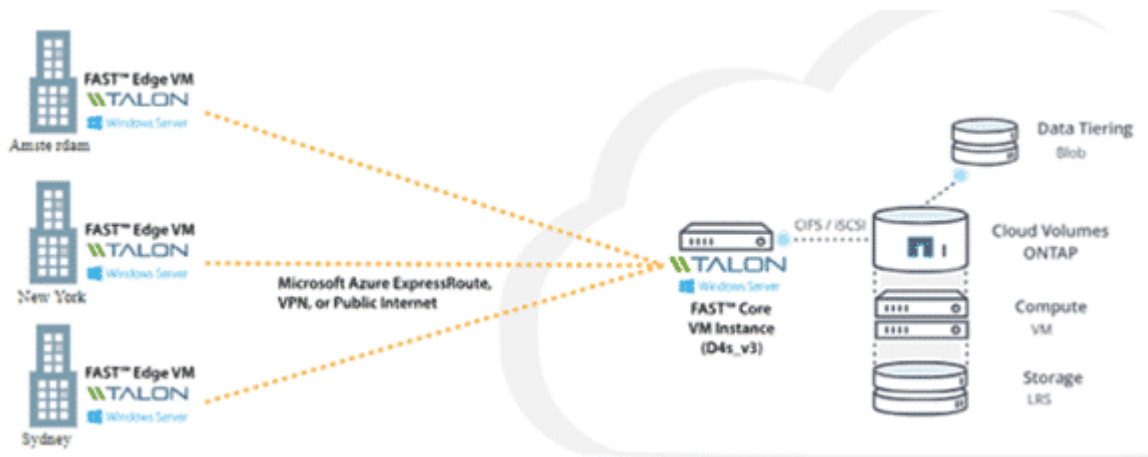 FAST™ Edge VM
TALON
Windows Server
Amste rdam
FAST™ Edge VM
TALON
Windows Server
New York
FAST™ Edge VM
TALON
Windows Server
Sydney
Microsoft Azure ExpressRoute,
VPN, or Public Internet
TALON
Windows Server
FAST™ Core
VM Instance
(D4s_v3)
CIFS / iSCSI
Data Tiering
Blob
Cloud Volumes
ONTAP
Compute
VM
Storage
LRS